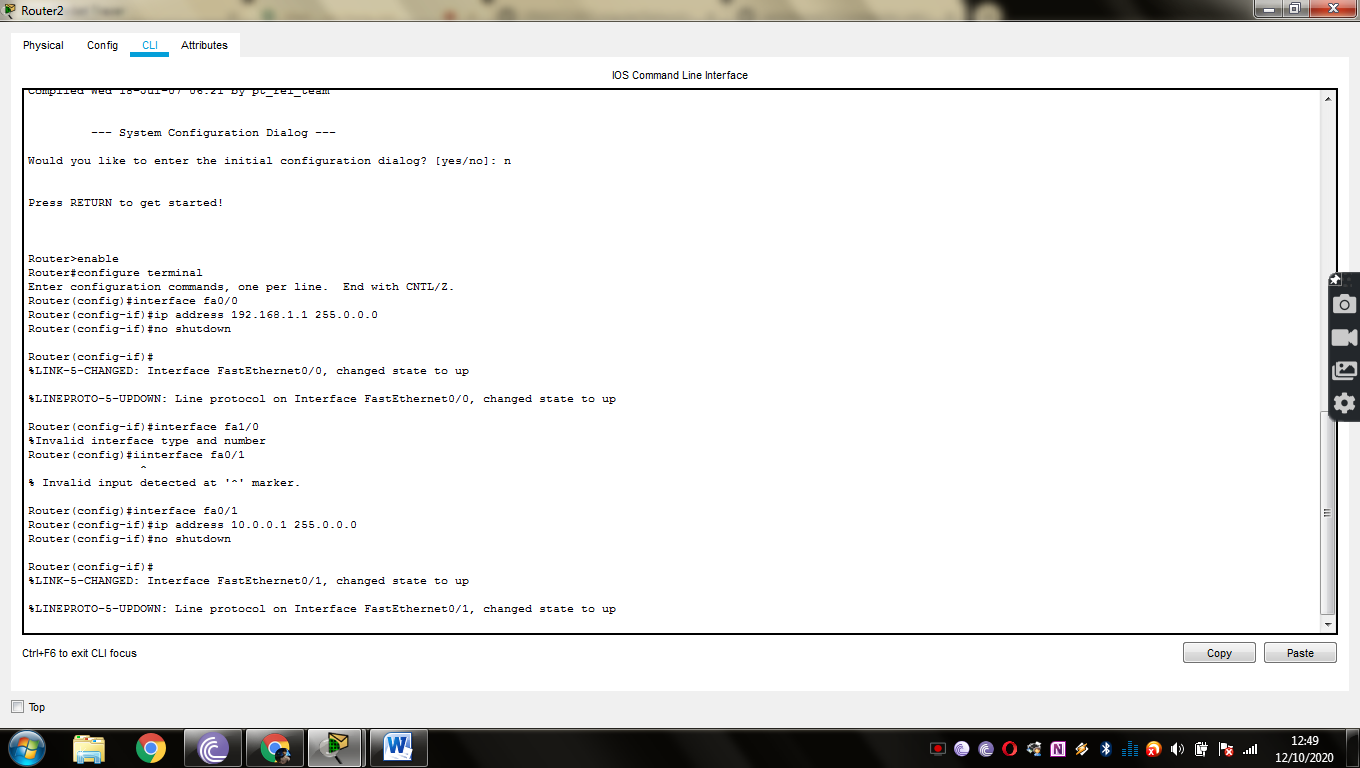 Router2
Physical Config CLI Attributes
IOS Command Line Interface
Compiled Wed 18-Jul-07 06:21 by pt_rel_team
--- System Configuration Dialog ---
Would you like to enter the initial configuration dialog? [yes/no]: n
Press RETURN to get started!
Router>enable
Router#configure terminal
Enter configuration commands, one per line.  End with CNTL/Z.
Router(config)#interface fa0/0
Router(config-if)#ip address 192.168.1.1 255.0.0.0
Router(config-if)#no shutdown
Router(config-if)#
%LINK-5-CHANGED: Interface FastEthernet0/0, changed state to up
%LINEPROTO-5-UPDOWN: Line protocol on Interface FastEthernet0/0, changed state to up
Router(config-if)#interface fa1/0
%Invalid interface type and number
Router(config)#iinterface fa0/1
^
% Invalid input detected at '^' marker.
Router(config)#interface fa0/1
Router(config-if)#ip address 10.0.0.1 255.0.0.0
Router(config-if)#no shutdown
Router(config-if)#
%LINK-5-CHANGED: Interface FastEthernet0/1, changed state to up
%LINEPROTO-5-UPDOWN: Line protocol on Interface FastEthernet0/1, changed state to up
Ctrl+F6 to exit CLI focus
Copy Paste
Top
12:49
12/10/2020